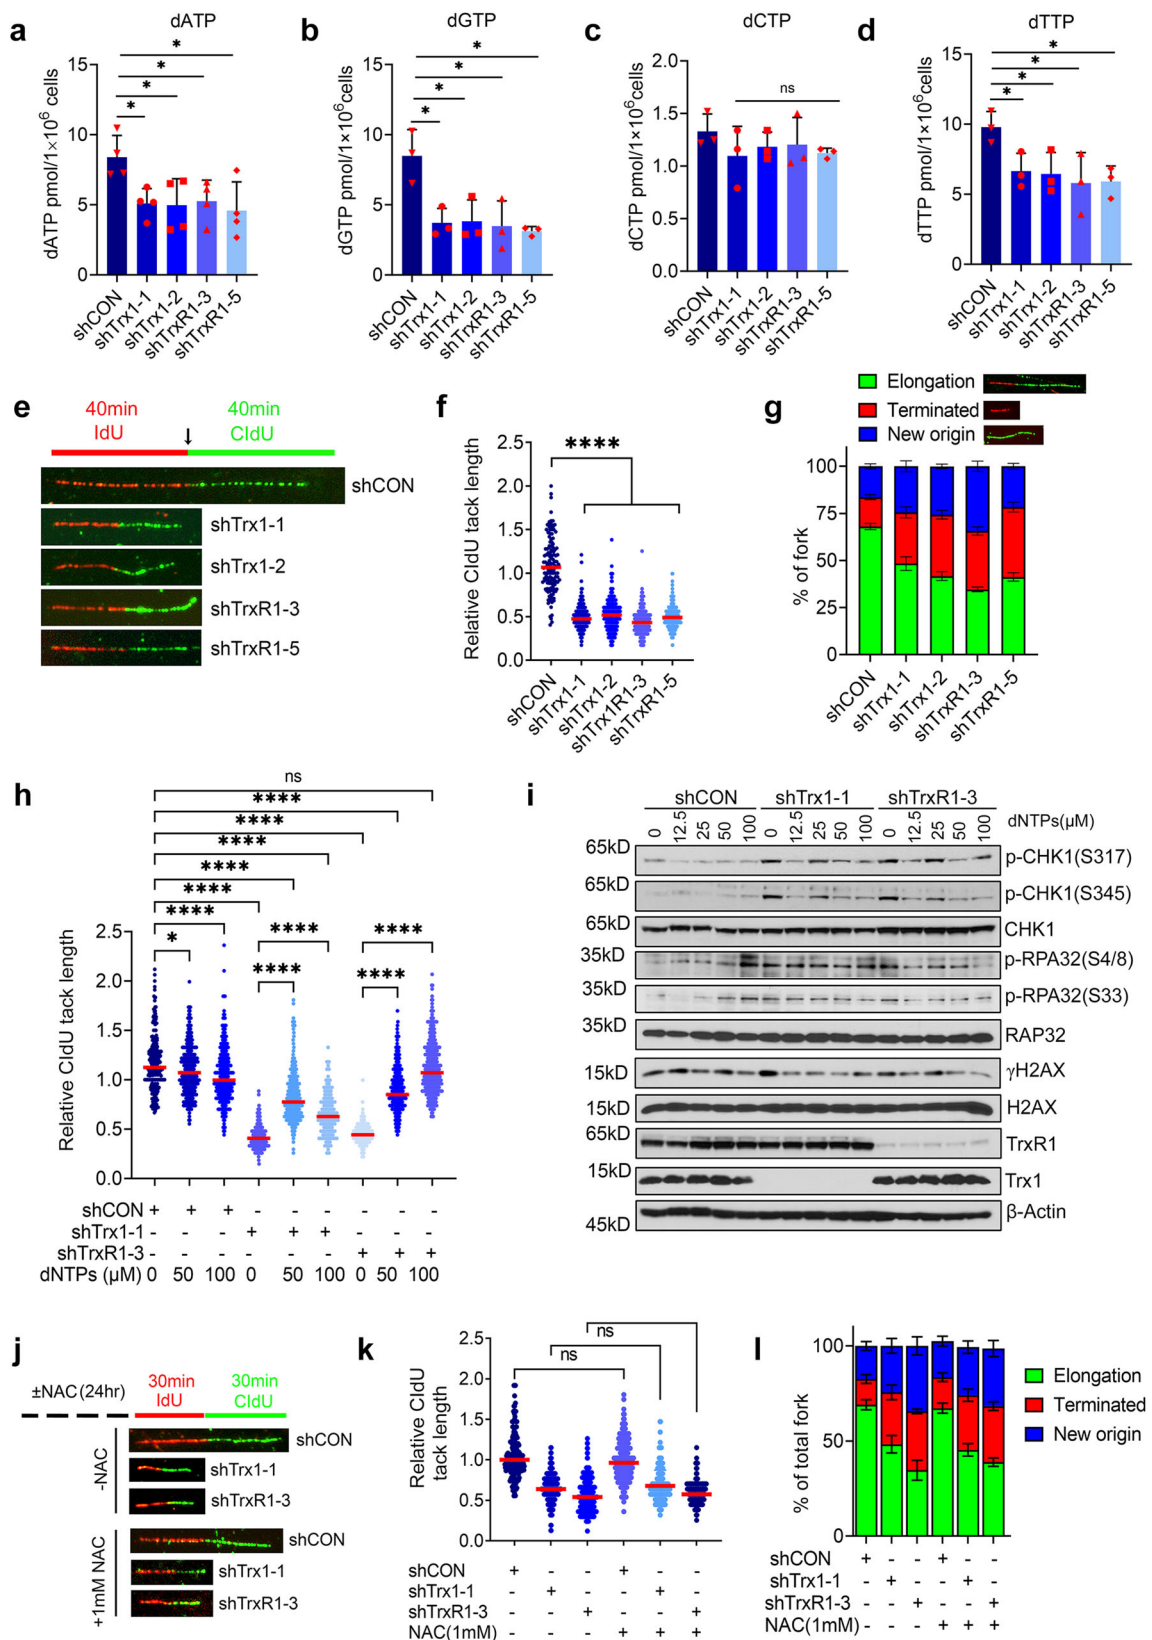 a
dATP
dATP pmol/1×10⁶ cells
15
10
5
0
*
*
*
*
shCON
shTrx1-1
shTrx1-2
shTrxR1-3
shTrxR1-5
b
dGTP
dGTP pmol/1×10⁶cells
15
10
5
0
*
*
*
*
shCON
shTrx1-1
shTrx1-2
shTrxR1-3
shTrxR1-5
c
dCTP
dCTP pmol/1×10⁶cells
2.0
1.5
1.0
0.5
0.0
ns
shCON
shTrx1-1
shTrx1-2
shTrxR1-3
shTrxR1-5
d
dTTP
dTTP pmol/1×10⁶cells
15
10
5
0
*
*
*
*
shCON
shTrx1-1
shTrx1-2
shTrxR1-3
shTrxR1-5
e
40min
IdU
40min
CldU
shCON
shTrx1-1
shTrx1-2
shTrxR1-3
shTrxR1-5
f
Relative CldU tack length
2.5
2.0
1.5
1.0
0.5
0.0
****
shCON
shTrx1-1
shTrx1-2
shTrx1R1-3
shTrxR1-5
g
Elongation
Terminated
New origin
% of fork
100
75
50
25
0
shCON
shTrx1-1
shTrx1-2
shTrxR1-3
shTrxR1-5
h
Relative CldU tack length
2.5
2.0
1.5
1.0
0.5
0.0
ns
****
****
****
****
****
****
*
****
****
****
****
shCON + + + - - - - - -
shTrx1-1 - - - + + + - - -
shTrxR1-3 - - - - - - + + +
dNTPs (µM) 0 50 100 0 50 100 0 50 100
i
shCON shTrx1-1 shTrxR1-3
0 12.5 25 50 100 0 12.5 25 50 100 0 12.5 25 50 100 dNTPs(µM)
65kD p-CHK1(S317)
65kD p-CHK1(S345)
65kD CHK1
35kD p-RPA32(S4/8)
35kD p-RPA32(S33)
35kD RAP32
15kD γH2AX
15kD H2AX
65kD TrxR1
15kD Trx1
45kD β-Actin
j
±NAC (24hr)
30min
IdU
30min
CldU
-NAC
shCON
shTrx1-1
shTrxR1-3
+1mM NAC
shCON
shTrx1-1
shTrxR1-3
k
Relative CldU
tack length
2.5
2.0
1.5
1.0
0.5
0.0
ns
ns
ns
shCON + - - + - -
shTrx1-1 - + - - + -
shTrxR1-3 - - + - - +
NAC(1mM) - - - + + +
l
% of total fork
100
50
0
Elongation
Terminated
New origin
shCON + - - + - -
shTrx1-1 - + - - + -
shTrxR1-3 - - + - - +
NAC(1mM) - - - + + +